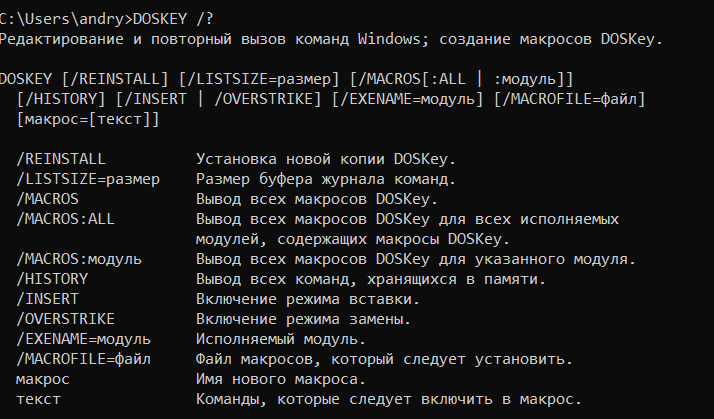 C:\Users\andry>DOSKEY /?
Редактирование и повторный вызов команд Windows; создание макросов DOSKey.
DOSKEY [/REINSTALL] [/LISTSIZE=размер] [/MACROS[:ALL | :модуль]]
[/HISTORY] [/INSERT | /OVERSTRIKE] [/EXENAME=модуль] [/MACROFILE=файл]
[макрос=[текст]]
/REINSTALL Установка новой копии DOSKey.
/LISTSIZE=размер Размер буфера журнала команд.
/MACROS Вывод всех макросов DOSKey.
/MACROS:ALL Вывод всех макросов DOSKey для всех исполняемых
модулей, содержащих макросы DOSKey.
/MACROS:модуль Вывод всех макросов DOSKey для указанного модуля.
/HISTORY Вывод всех команд, хранящихся в памяти.
/INSERT Включение режима вставки.
/OVERSTRIKE Включение режима замены.
/EXENAME=модуль Исполняемый модуль.
/MACROFILE=файл Файл макросов, который следует установить.
макрос Имя нового макроса.
текст Команды, которые следует включить в макрос.